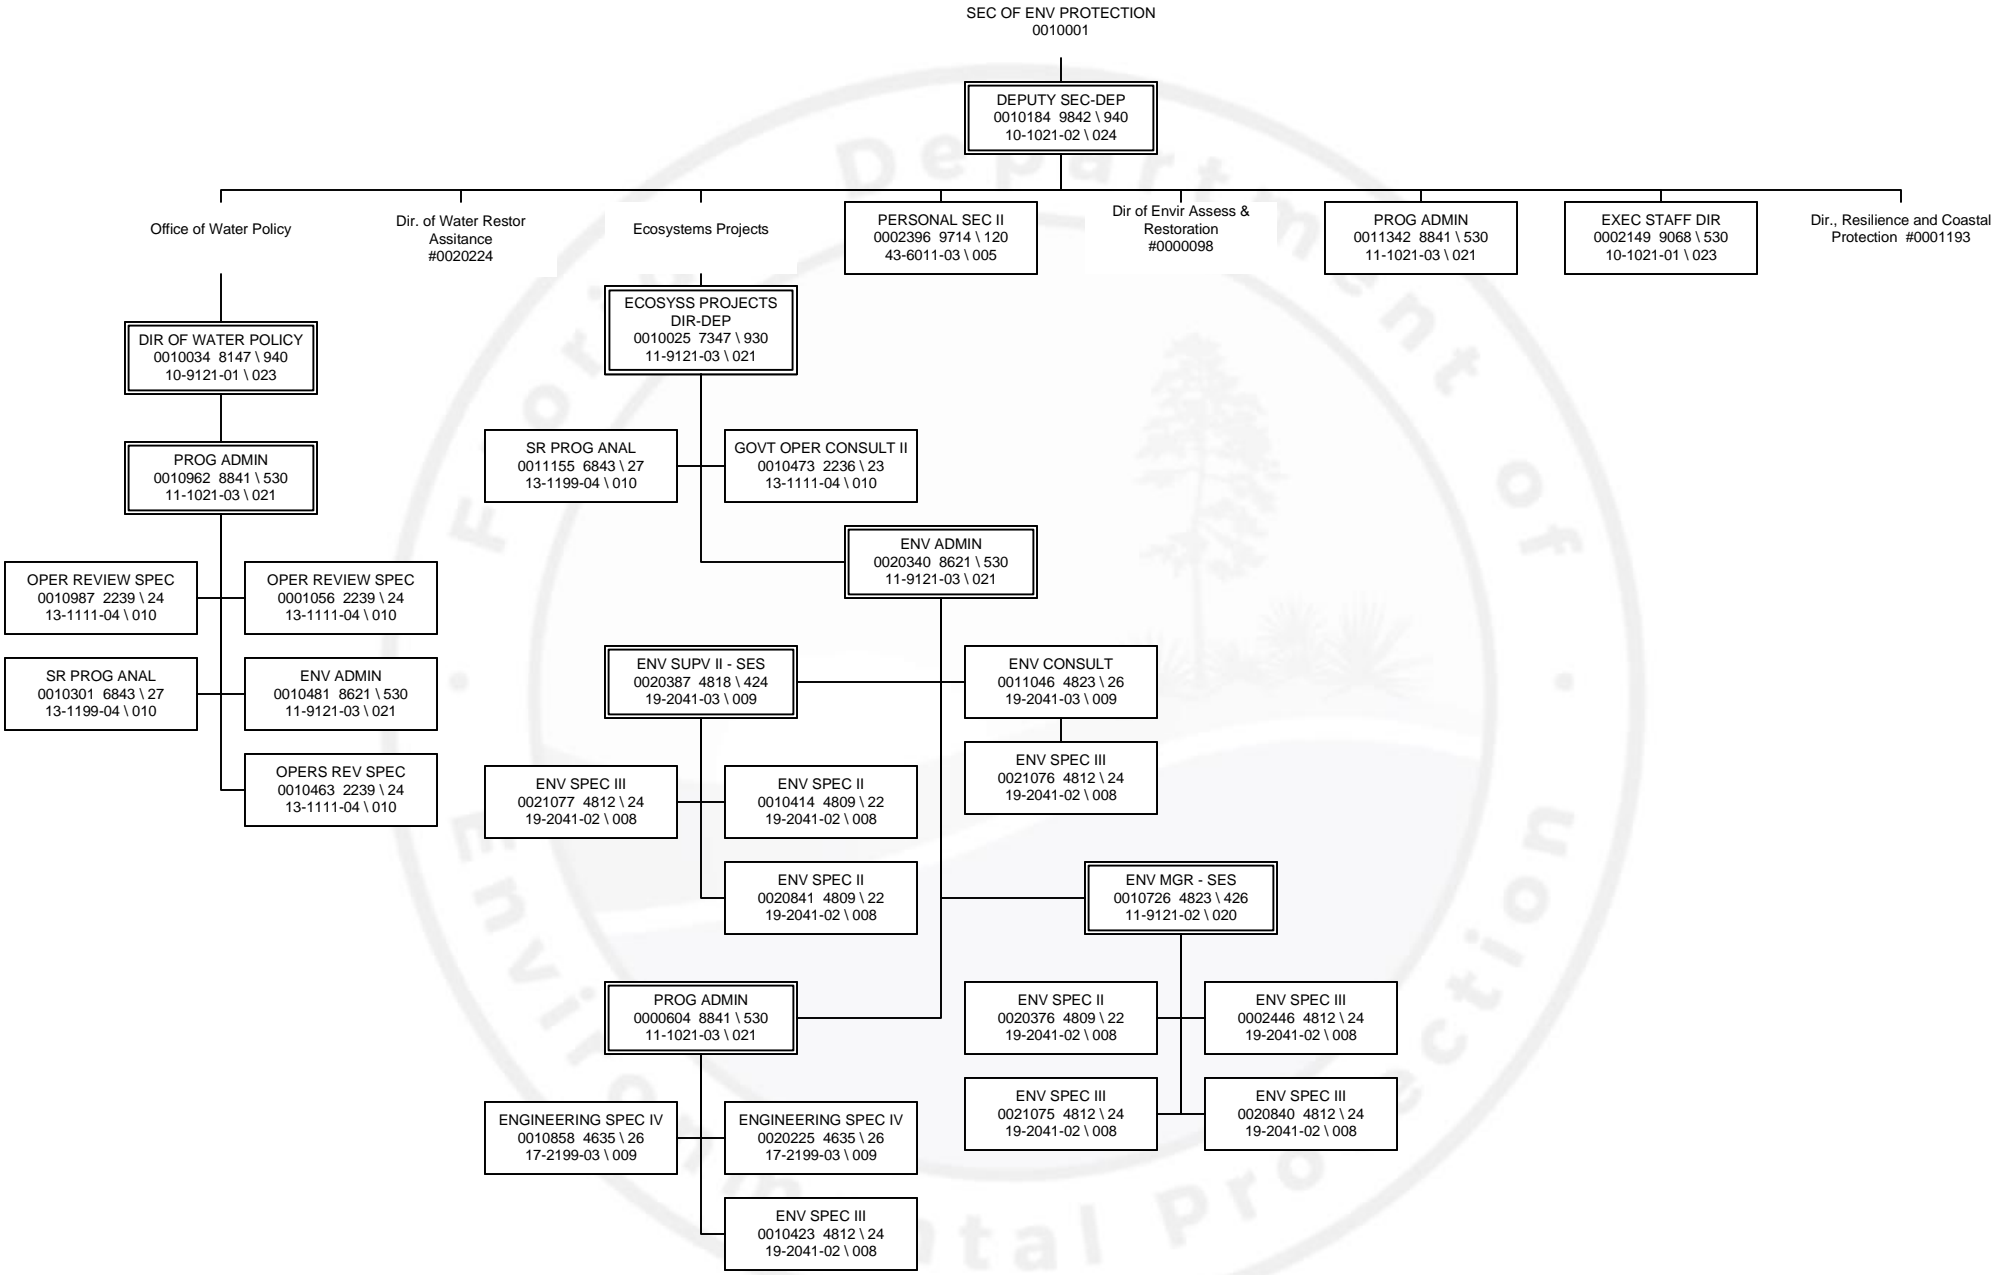 SEC OF ENV PROTECTION
0010001
DEPUTY SEC-DEP
0010184 9842 \ 940
10-1021-02 \ 024
Office of Water Policy
Dir. of Water Restor
Assitance
#0020224
Ecosystems Projects
PERSONAL SEC II
0002396 9714 \ 120
43-6011-03 \ 005
Dir of Envir Assess &
Restoration
#0000098
PROG ADMIN
0011342 8841 \ 530
11-1021-03 \ 021
EXEC STAFF DIR
0002149 9068 \ 530
10-1021-01 \ 023
Dir., Resilience and Coastal
Protection #0001193
DIR OF WATER POLICY
0010034 8147 \ 940
10-9121-01 \ 023
PROG ADMIN
0010962 8841 \ 530
11-1021-03 \ 021
OPER REVIEW SPEC
0010987 2239 \ 24
13-1111-04 \ 010
OPER REVIEW SPEC
0001056 2239 \ 24
13-1111-04 \ 010
SR PROG ANAL
0010301 6843 \ 27
13-1199-04 \ 010
ENV ADMIN
0010481 8621 \ 530
11-9121-03 \ 021
OPERS REV SPEC
0010463 2239 \ 24
13-1111-04 \ 010
ECOSYSS PROJECTS
DIR-DEP
0010025 7347 \ 930
11-9121-03 \ 021
SR PROG ANAL
0011155 6843 \ 27
13-1199-04 \ 010
GOVT OPER CONSULT II
0010473 2236 \ 23
13-1111-04 \ 010
ENV ADMIN
0020340 8621 \ 530
11-9121-03 \ 021
ENV SUPV II - SES
0020387 4818 \ 424
19-2041-03 \ 009
ENV CONSULT
0011046 4823 \ 26
19-2041-03 \ 009
ENV SPEC III
0021076 4812 \ 24
19-2041-02 \ 008
ENV SPEC III
0021077 4812 \ 24
19-2041-02 \ 008
ENV SPEC II
0010414 4809 \ 22
19-2041-02 \ 008
ENV SPEC II
0020841 4809 \ 22
19-2041-02 \ 008
ENV MGR - SES
0010726 4823 \ 426
11-9121-02 \ 020
ENV SPEC II
0020376 4809 \ 22
19-2041-02 \ 008
ENV SPEC III
0002446 4812 \ 24
19-2041-02 \ 008
ENV SPEC III
0021075 4812 \ 24
19-2041-02 \ 008
ENV SPEC III
0020840 4812 \ 24
19-2041-02 \ 008
PROG ADMIN
0000604 8841 \ 530
11-1021-03 \ 021
ENGINEERING SPEC IV
0010858 4635 \ 26
17-2199-03 \ 009
ENGINEERING SPEC IV
0020225 4635 \ 26
17-2199-03 \ 009
ENV SPEC III
0010423 4812 \ 24
19-2041-02 \ 008
Department of
Protection